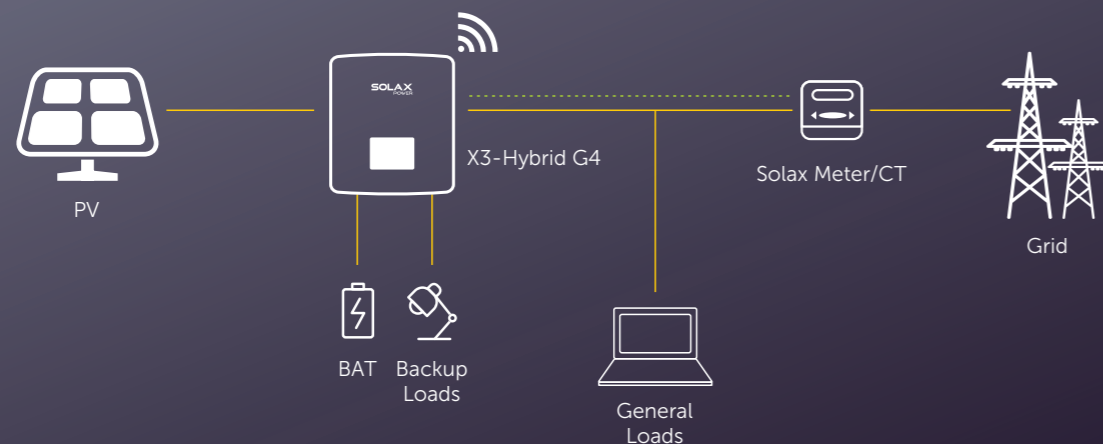 SOLAX
POWER
X3-Hybrid G4
Solax Meter/CT
PV
Grid
BAT
Backup
Loads
General
Loads